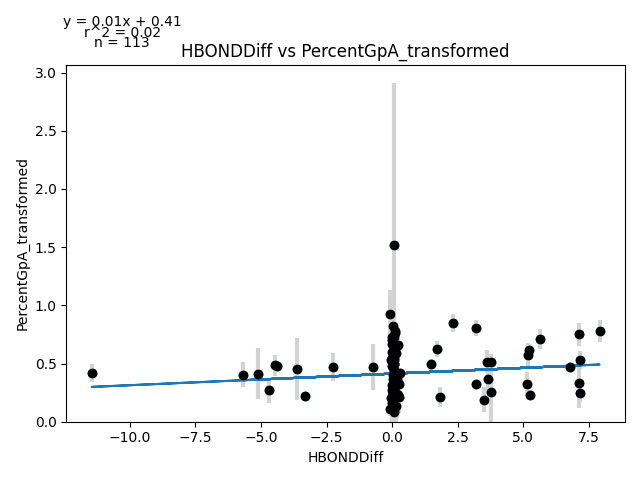 y = 0.01x + 0.41
r^2 = 0.02
n = 113
HBONDDiff vs PercentGpA_transformed
PercentGpA_transformed
3.0
2.5
2.0
1.5
1.0
0.5
0.0
−10.0 −7.5 −5.0 −2.5 0.0 2.5 5.0 7.5
HBONDDiff